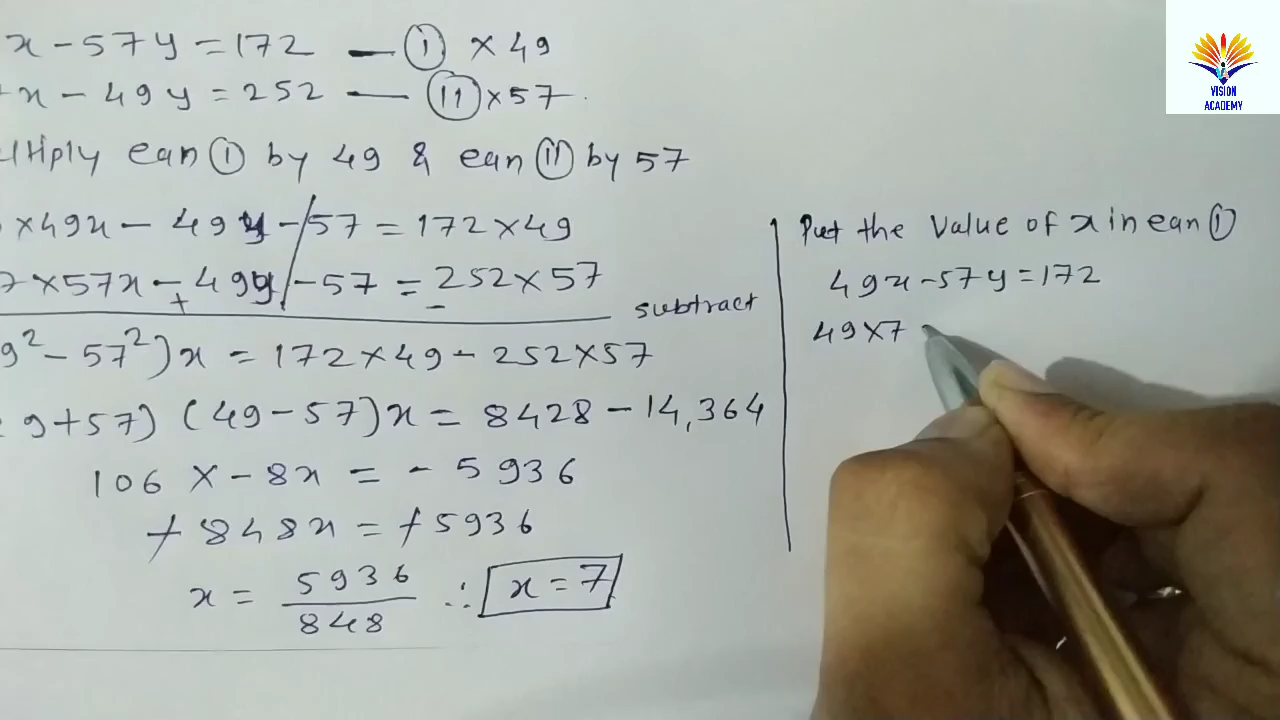 x - 57y = 172 — (I) × 49
x - 49y = 252 — (II) × 57
ltiply eqn (I) by 49 & eqn (II) by 57
×49x - 49y - 57 = 172×49
7×57x - 49y - 57 = 252×57
+ -
subtract
9² - 57²)x = 172×49 - 252×57
9+57) (49-57)x = 8428 - 14,364
106 × -8x = -5936
+ 848x = +5936
x = 5936/848 ∴ x = 7
Put the value of x in eqn (I)
49x - 57y = 172
49×7
VISION
ACADEMY